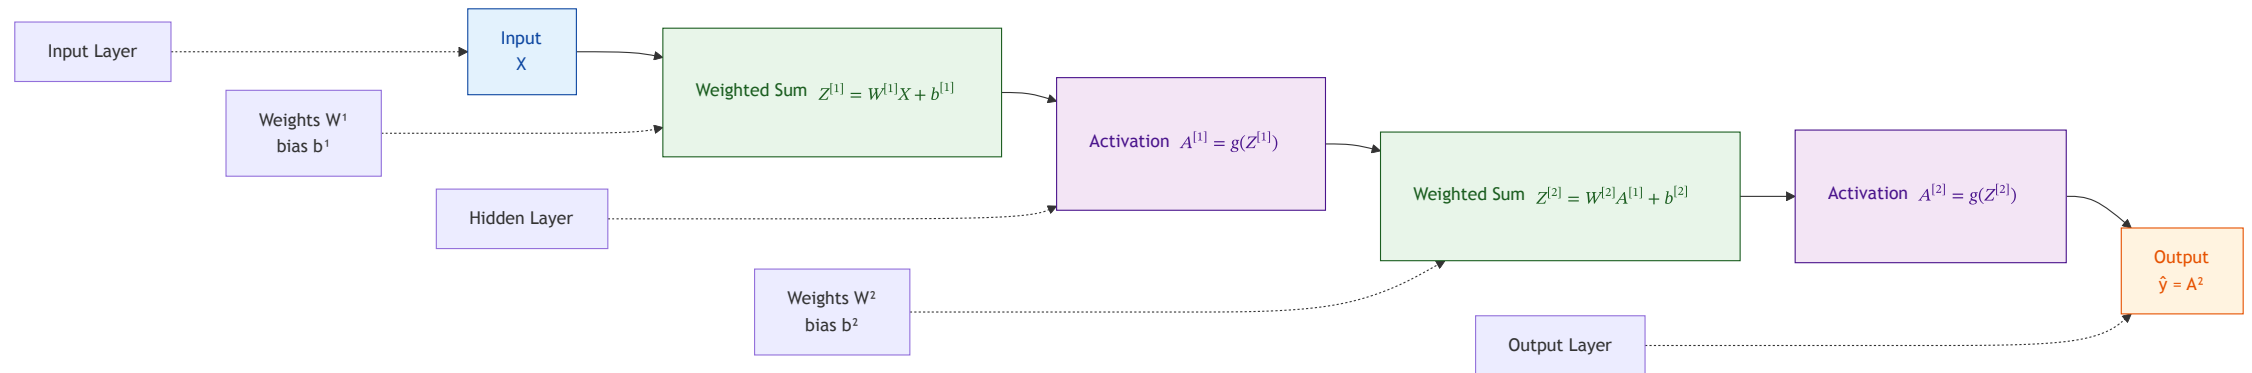 Input Layer
Input
X
Weights W¹
bias b¹
Weighted Sum Z^[1] = W^[1]X + b^[1]
Hidden Layer
Activation A^[1] = g(Z^[1])
Weights W²
bias b²
Weighted Sum Z^[2] = W^[2]A^[1] + b^[2]
Activation A^[2] = g(Z^[2])
Output Layer
Output
ŷ = A²